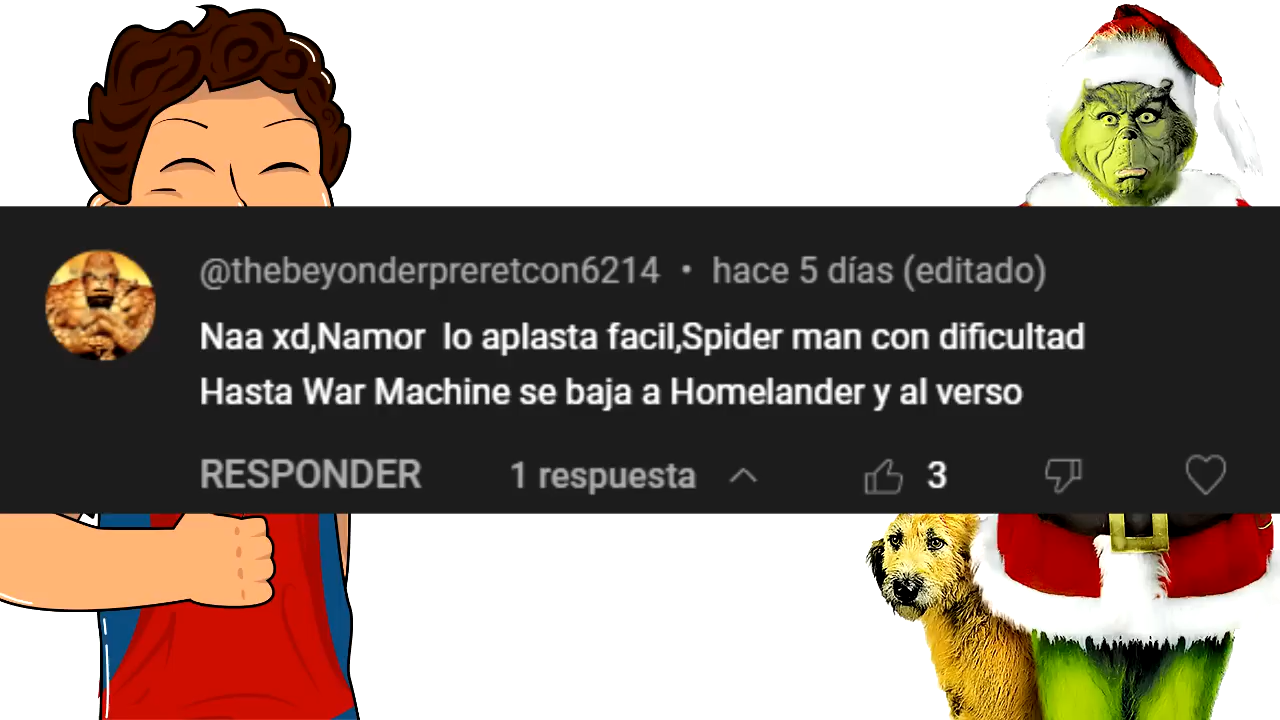 @thebeyonderpreretcon6214 • hace 5 días (editado)
Naa xd,Namor lo aplasta facil,Spider man con dificultad
Hasta War Machine se baja a Homelander y al verso
RESPONDER 1 respuesta 3